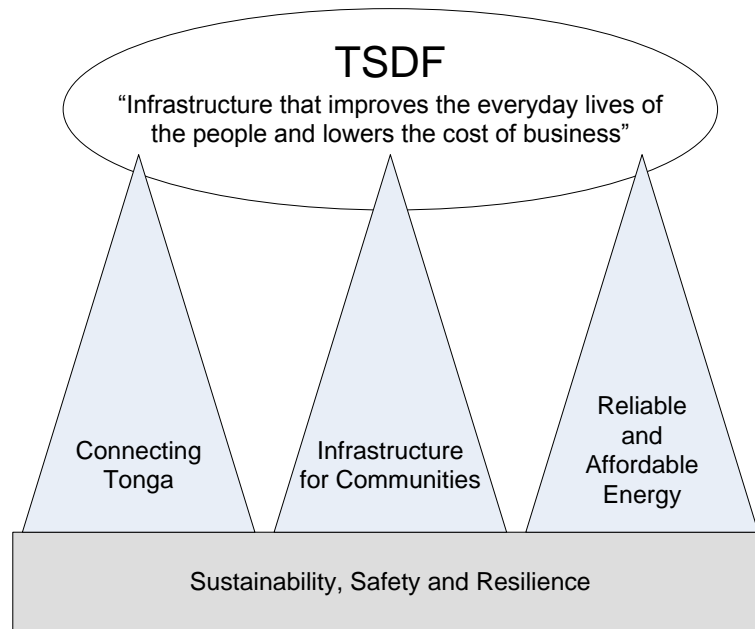 TSDF
“Infrastructure that improves the everyday lives of
the people and lowers the cost of business”
Connecting
Tonga
Infrastructure
for Communities
Reliable
and
Affordable
Energy
Sustainability, Safety and Resilience